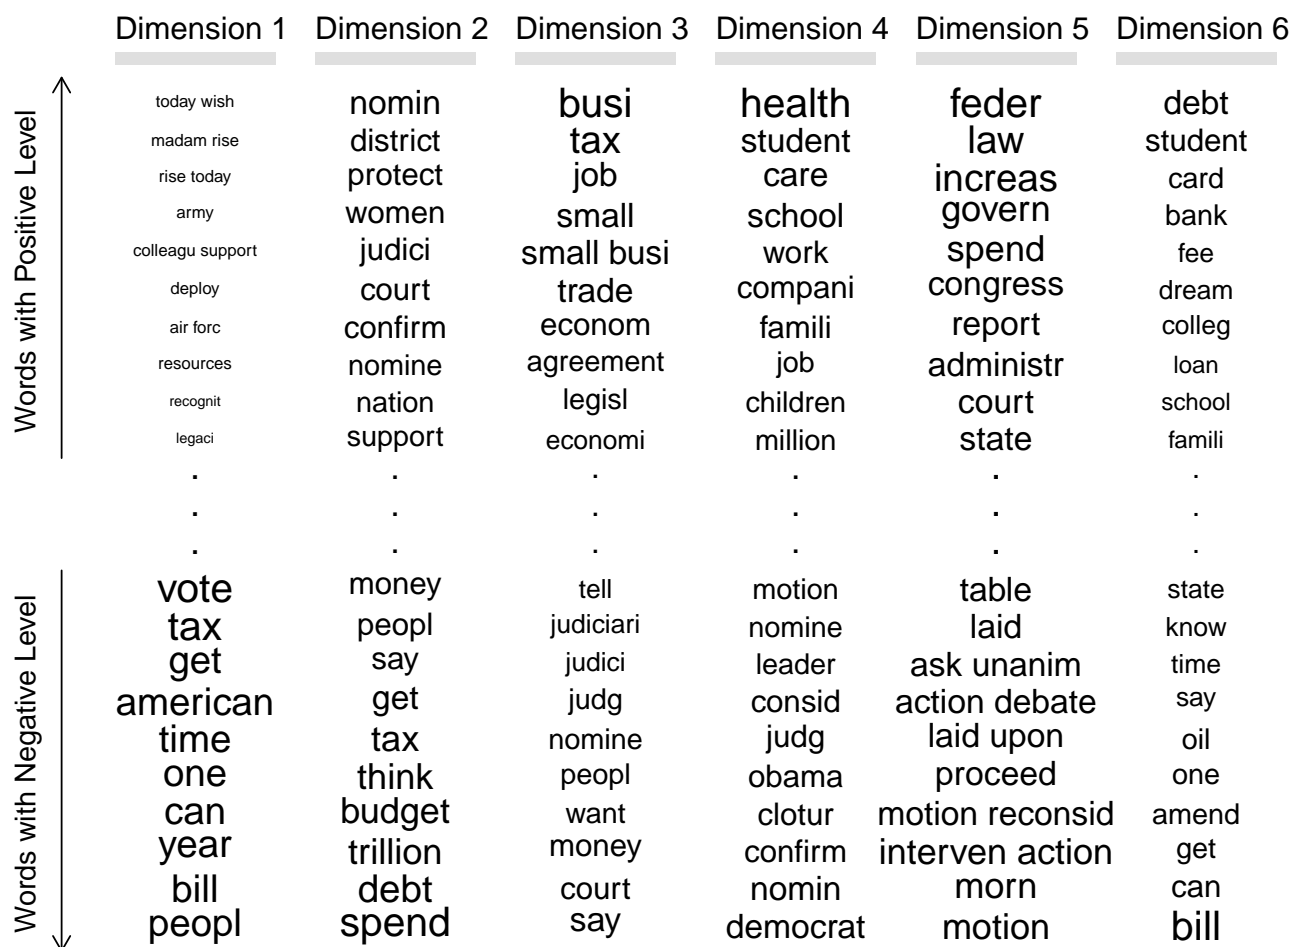 Dimension 1 Dimension 2 Dimension 3 Dimension 4 Dimension 5 Dimension 6
Words with Positive Level
today wish nomin busi health feder debt
madam rise district tax student law student
rise today protect job care increas card
army women small school govern bank
colleagu support judici small busi work spend fee
deploy court trade compani congress dream
air forc confirm econom famili report colleg
resources nomine agreement job administr loan
recognit nation legisl children court school
legaci support economi million state famili
. . . . . .
. . . . . .
. . . . . .
Words with Negative Level
vote money tell motion table state
tax peopl judiciari nomine laid know
get say judici leader ask unanim time
american get judg consid action debate say
time tax nomine judg laid upon oil
one think peopl obama proceed one
can budget want clotur motion reconsid amend
year trillion money confirm interven action get
bill debt court nomin morn can
peopl spend say democrat motion bill